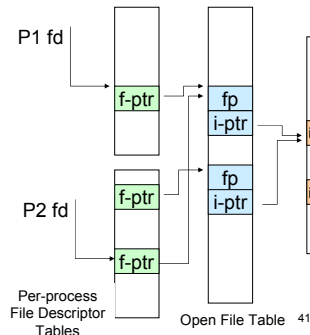 P1 fd
f-ptr
fp
i-ptr
f-ptr
fp
i-ptr
P2 fd
f-ptr
Per-process
File Descriptor
Tables
Open File Table
41